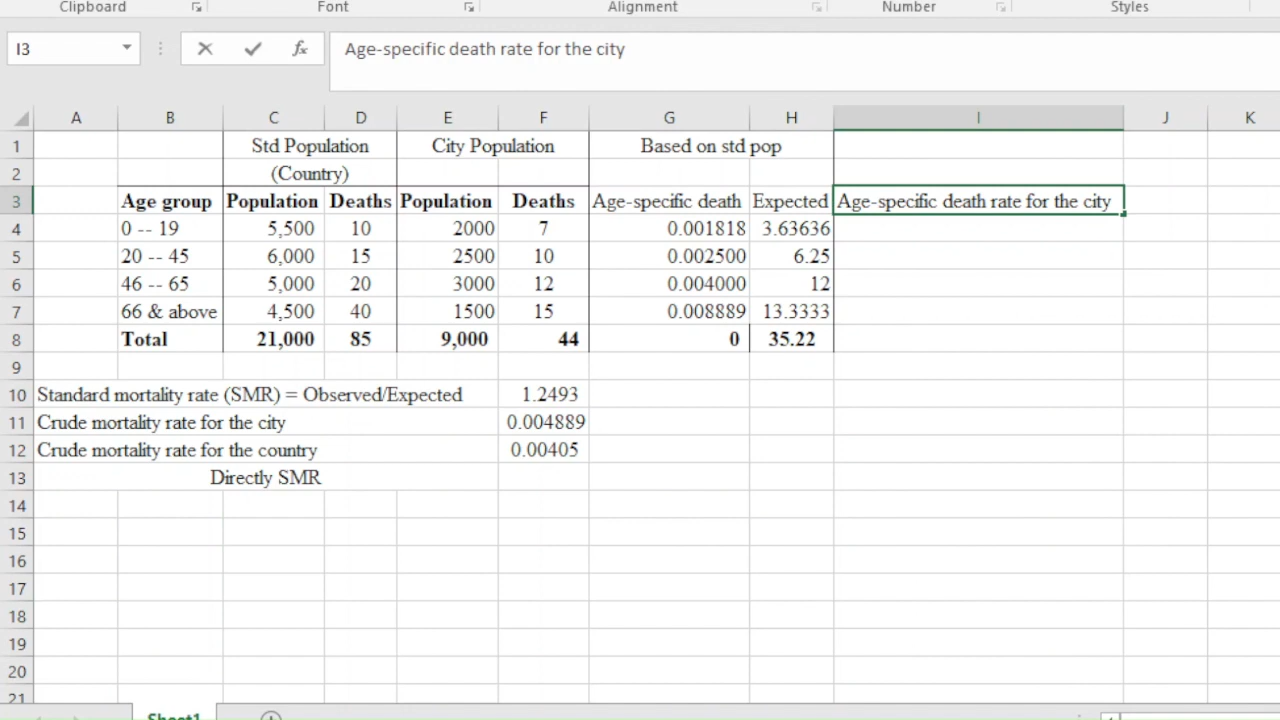 Clipboard Font Alignment Number Styles
I3 fx Age-specific death rate for the city
A B C D E F G H I J K
1 Std Population City Population Based on std pop
2 (Country)
3 Age group Population Deaths Population Deaths Age-specific death Expected Age-specific death rate for the city
4 0 -- 19 5,500 10 2000 7 0.001818 3.63636
5 20 -- 45 6,000 15 2500 10 0.002500 6.25
6 46 -- 65 5,000 20 3000 12 0.004000 12
7 66 & above 4,500 40 1500 15 0.008889 13.3333
8 Total 21,000 85 9,000 44 0 35.22
9
10 Standard mortality rate (SMR) = Observed/Expected 1.2493
11 Crude mortality rate for the city 0.004889
12 Crude mortality rate for the country 0.00405
13 Directly SMR
14
15
16
17
18
19
20
21
Sheet1